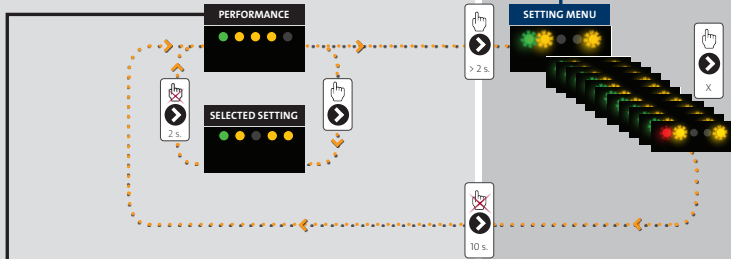 PERFORMANCE
SETTING MENU
> 2 s.
X
2 s.
SELECTED SETTING
10 s.